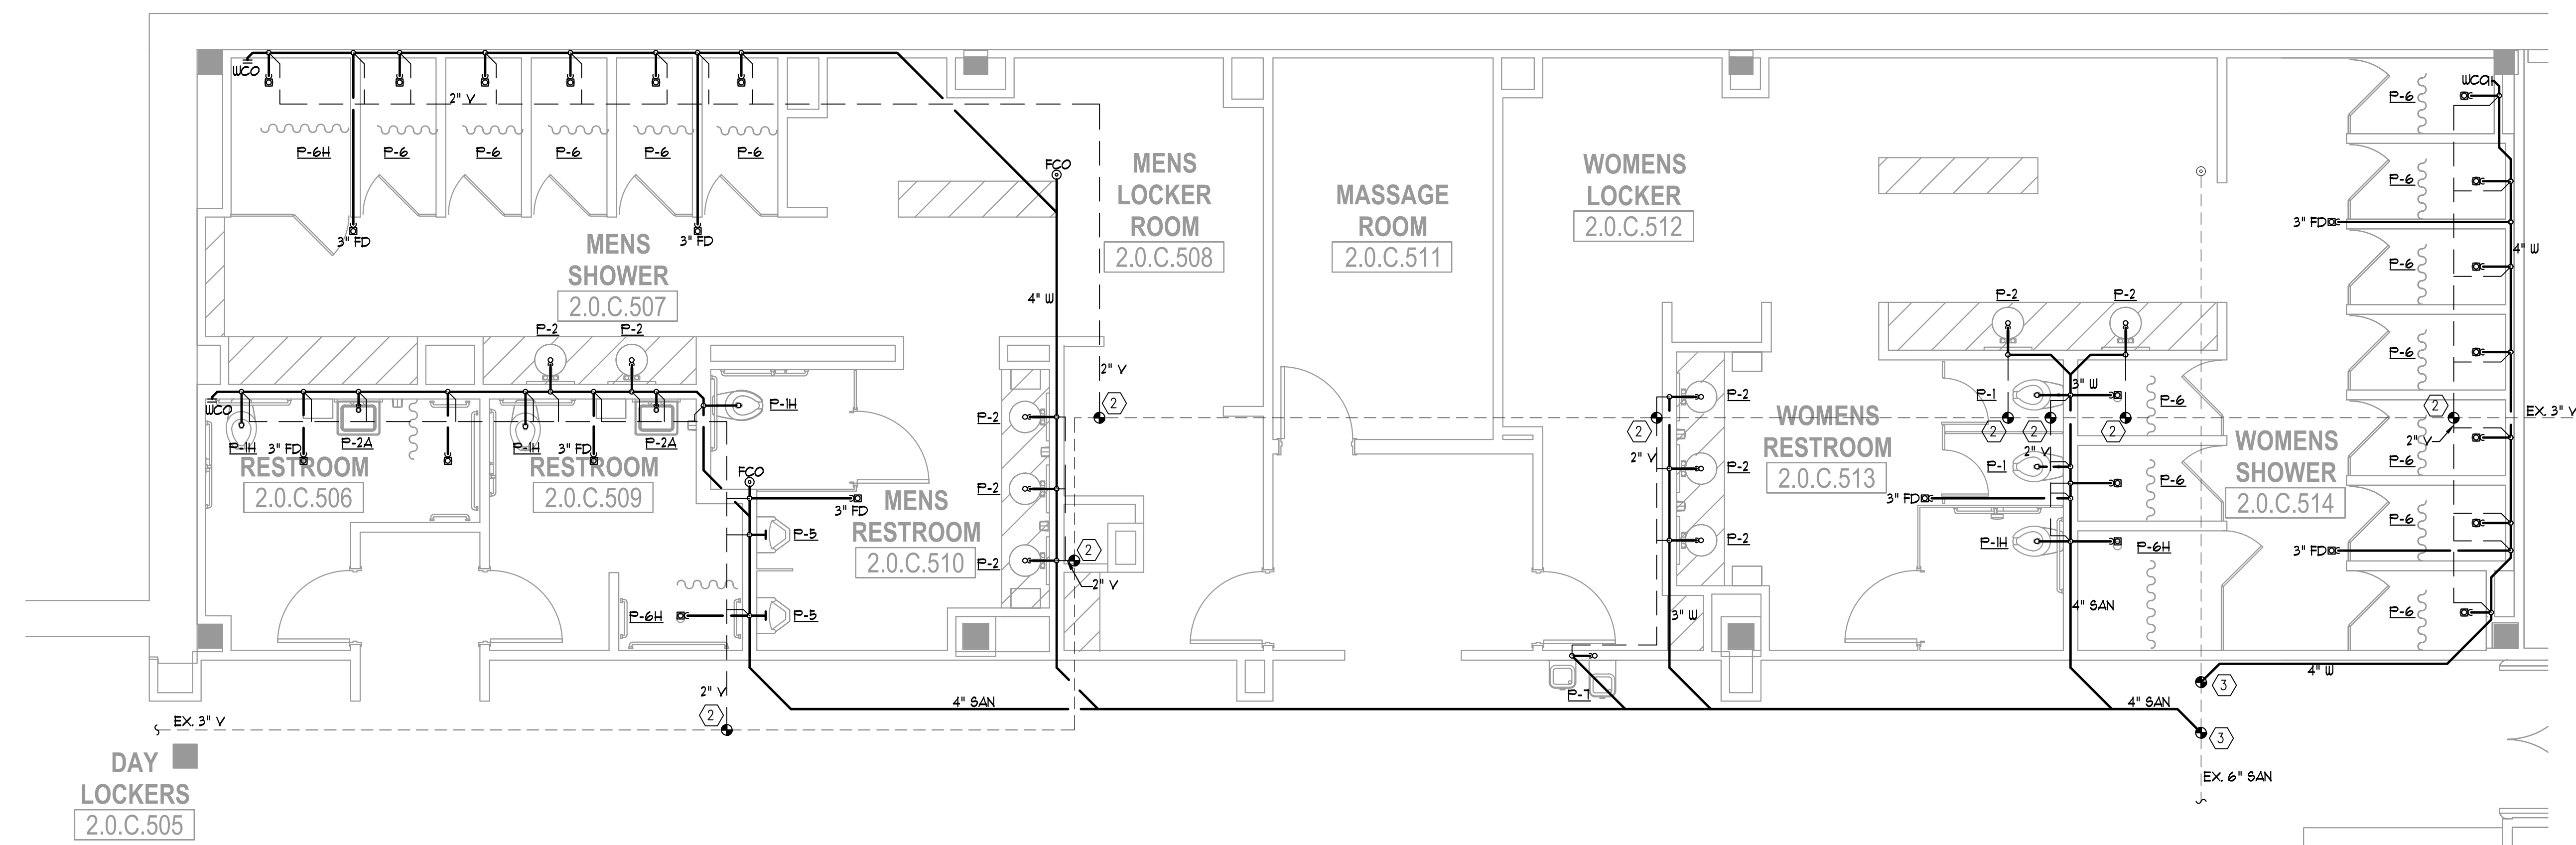 WCO
2" V
P-6H
P-6
P-6
P-6
P-6
P-6
3" FD
3" FD
MENS
SHOWER
2.0.C.507
FCO
4" W
MENS
LOCKER
ROOM
2.0.C.508
2" V
2
MASSAGE
ROOM
2.0.C.511
WOMENS
LOCKER
2.0.C.512
P-2
P-2
WCO
P-6
P-6
3" FD
4" W
P-6
P-6
P-6
P-6
3" FD
P-6
2
2" V
EX. 3" V
P-2
P-2
WCO
P-1H
3" FD
P-2A
RESTROOM
2.0.C.506
P-1H
3" FD
P-2A
RESTROOM
2.0.C.509
P-1H
FCO
3" FD
P-5
P-5
P-6H
MENS
RESTROOM
2.0.C.510
P-2
P-2
P-2
2
2" V
2
2" V
P-2
P-2
P-2
3" W
WOMENS
RESTROOM
2.0.C.513
P-1
3" W
2
2
2
2" V
P-1
3" FD
P-1H
P-6
P-6
P-6H
WOMENS
SHOWER
2.0.C.514
4" SAN
P-7
4" W
3
2" V
2
4" SAN
4" SAN
3
EX. 3" V
EX. 6" SAN
DAY
LOCKERS
2.0.C.505